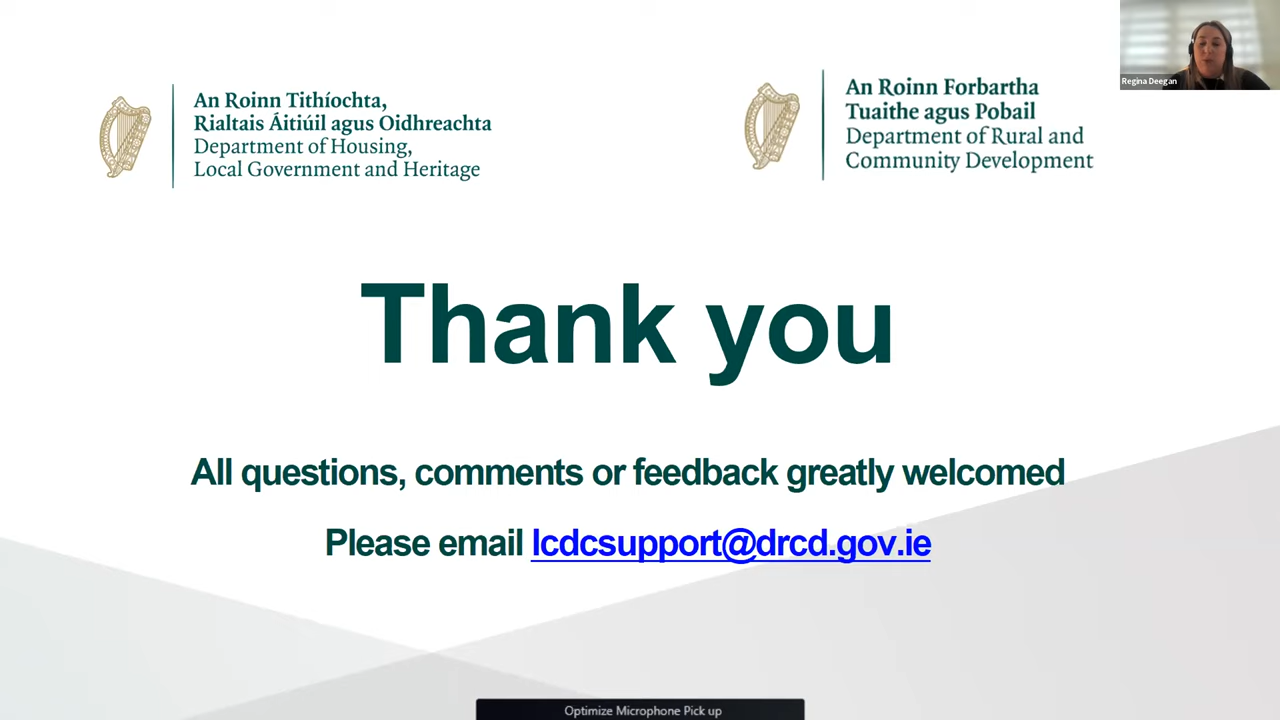 An Roinn Tithíochta,
Rialtais Áitiúil agus Oidhreachta
Department of Housing,
Local Government and Heritage
An Roinn Forbartha
Tuaithe agus Pobail
Department of Rural and
Community Development
Regina Deegan
Thank you
All questions, comments or feedback greatly welcomed
Please email lcdcsupport@drcd.gov.ie
Optimize Microphone Pick up